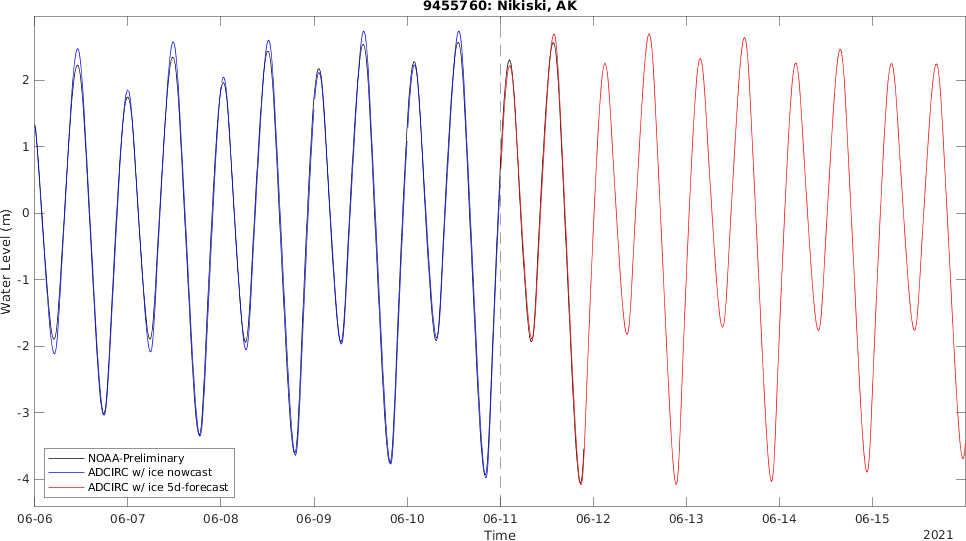 9455760: Nikiski, AK
Water Level (m)
2
1
0
-1
-2
-3
-4
NOAA-Preliminary
ADCIRC w/ ice nowcast
ADCIRC w/ ice 5d-forecast
06-06 06-07 06-08 06-09 06-10 06-11 06-12 06-13 06-14 06-15
Time
2021